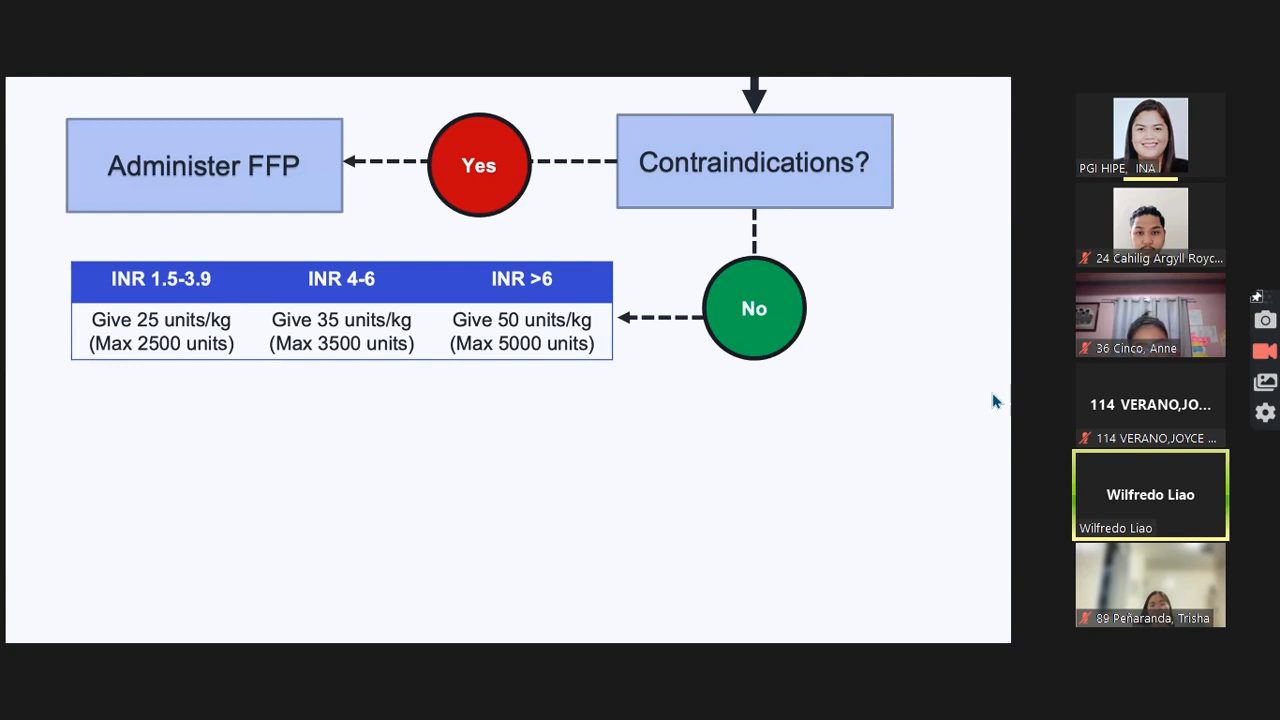 Administer FFP
Yes
Contraindications?
INR 1.5-3.9 INR 4-6 INR >6
Give 25 units/kg Give 35 units/kg Give 50 units/kg
(Max 2500 units) (Max 3500 units) (Max 5000 units)
No
PGI HIPE, INA
24 Cahilig Argyll Royc...
36 Cinco, Anne
114 VERANO,JO...
114 VERANO,JOYCE ...
Wilfredo Liao
Wilfredo Liao
89 Peñaranda, Trisha